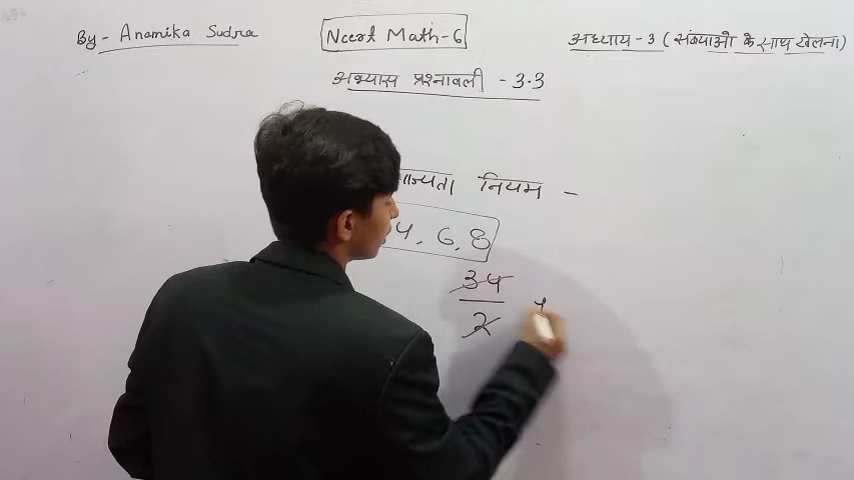 By - Anamika Sudra
Ncert Math-6
अध्याय - 3 (संख्याओ के साथ खेलना)
अभ्यास प्रश्नावली - 3.3
नियम -
4, 6, 8
34
2